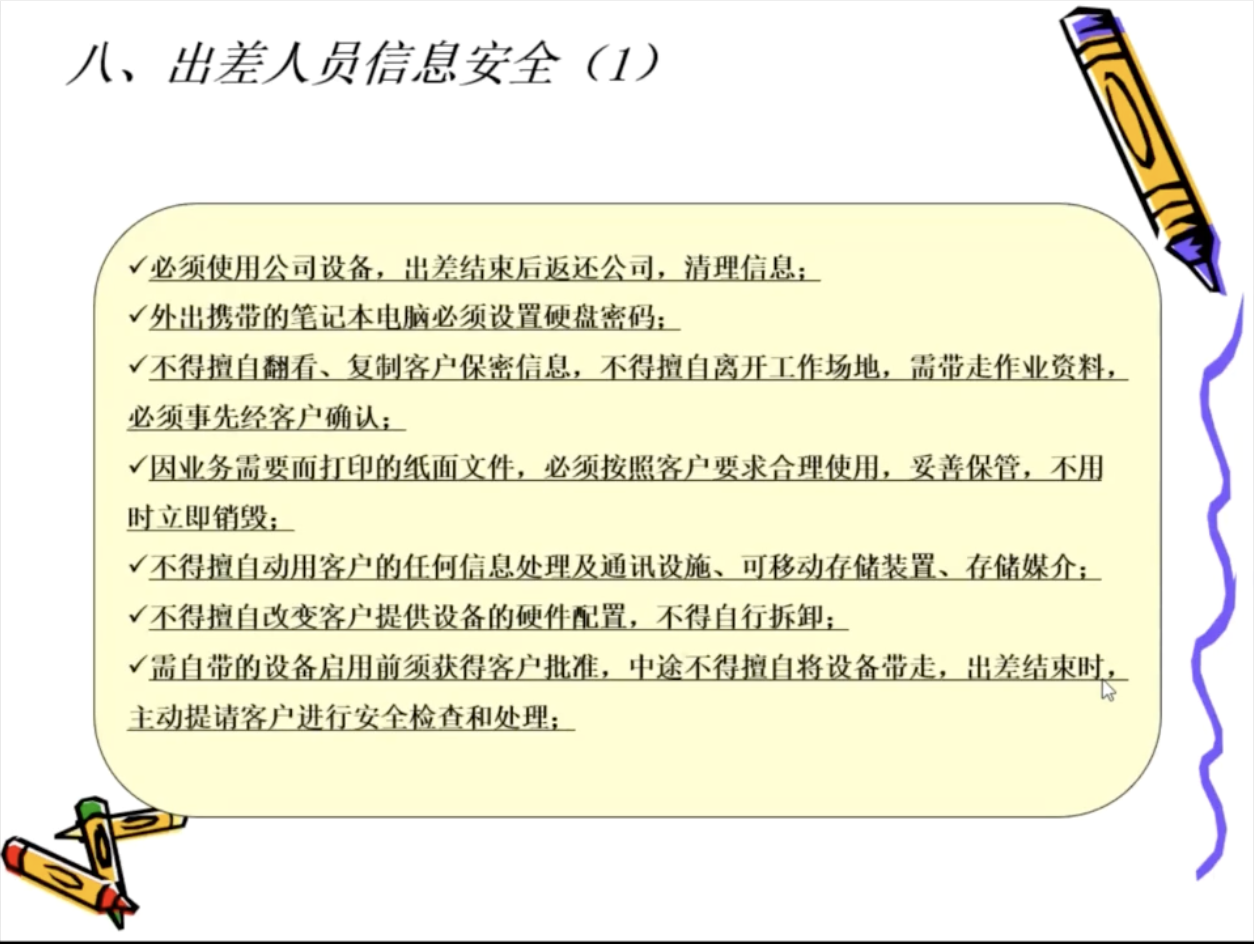 八、出差人员信息安全（1）
✓必须使用公司设备，出差结束后返还公司，清理信息；
✓外出携带的笔记本电脑必须设置硬盘密码；
✓不得擅自翻看、复制客户保密信息，不得擅自离开工作场地，需带走作业资料，
必须事先经客户确认；
✓因业务需要而打印的纸面文件，必须按照客户要求合理使用，妥善保管，不用
时立即销毁；
✓不得擅自动用客户的任何信息处理及通讯设施、可移动存储装置、存储媒介；
✓不得擅自改变客户提供设备的硬件配置，不得自行拆卸；
✓需自带的设备启用前须获得客户批准，中途不得擅自将设备带走，出差结束时，
主动提请客户进行安全检查和处理；